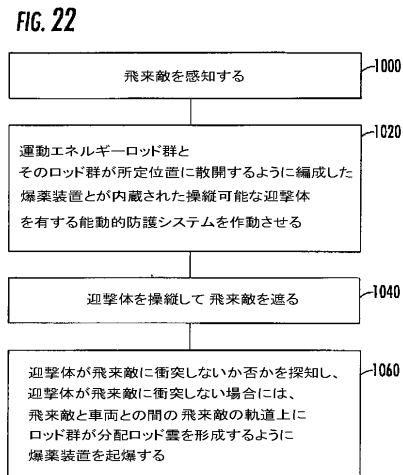 FIG. 22
飛来敵を感知する
1000
運動エネルギーロッド群と
そのロッド群が所定位置に散開するように編成した
爆薬装置とが内蔵された操縦可能な迎撃体
を有する能動的防護システムを作動させる
1020
迎撃体を操縦して 飛来敵を遮る
1040
迎撃体が飛来敵に衝突しないか否かを探知し、
迎撃体が飛来敵に衝突しない場合には、
飛来敵と車両との間の 飛来敵の軌道上に
ロッド群が分配ロッド雲を形成するように
爆薬装置を起爆する
1060